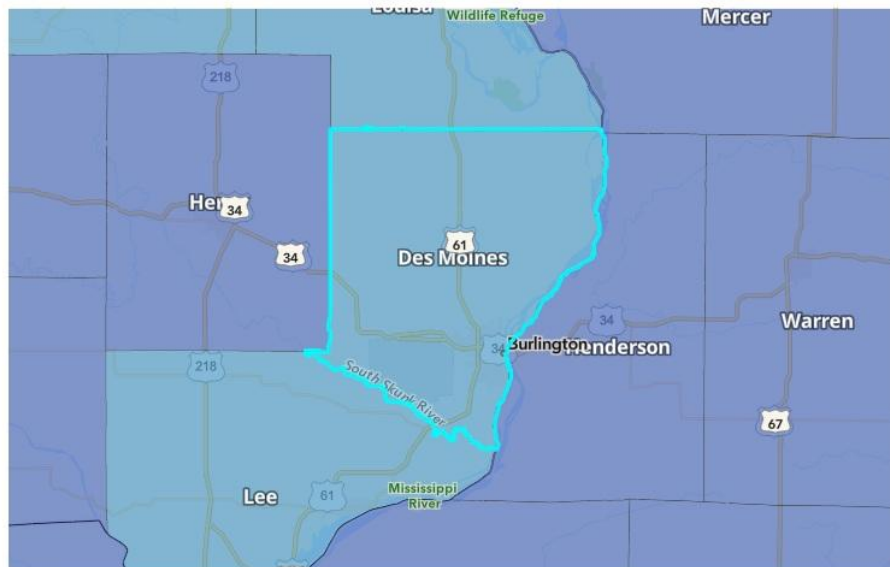 Louisa
Wildlife Refuge
Mercer
218
34
34
61
Des Moines
34
Warren
34
Burlington
Henderson
218
South Skunk River
67
Lee
61
Mississippi
River